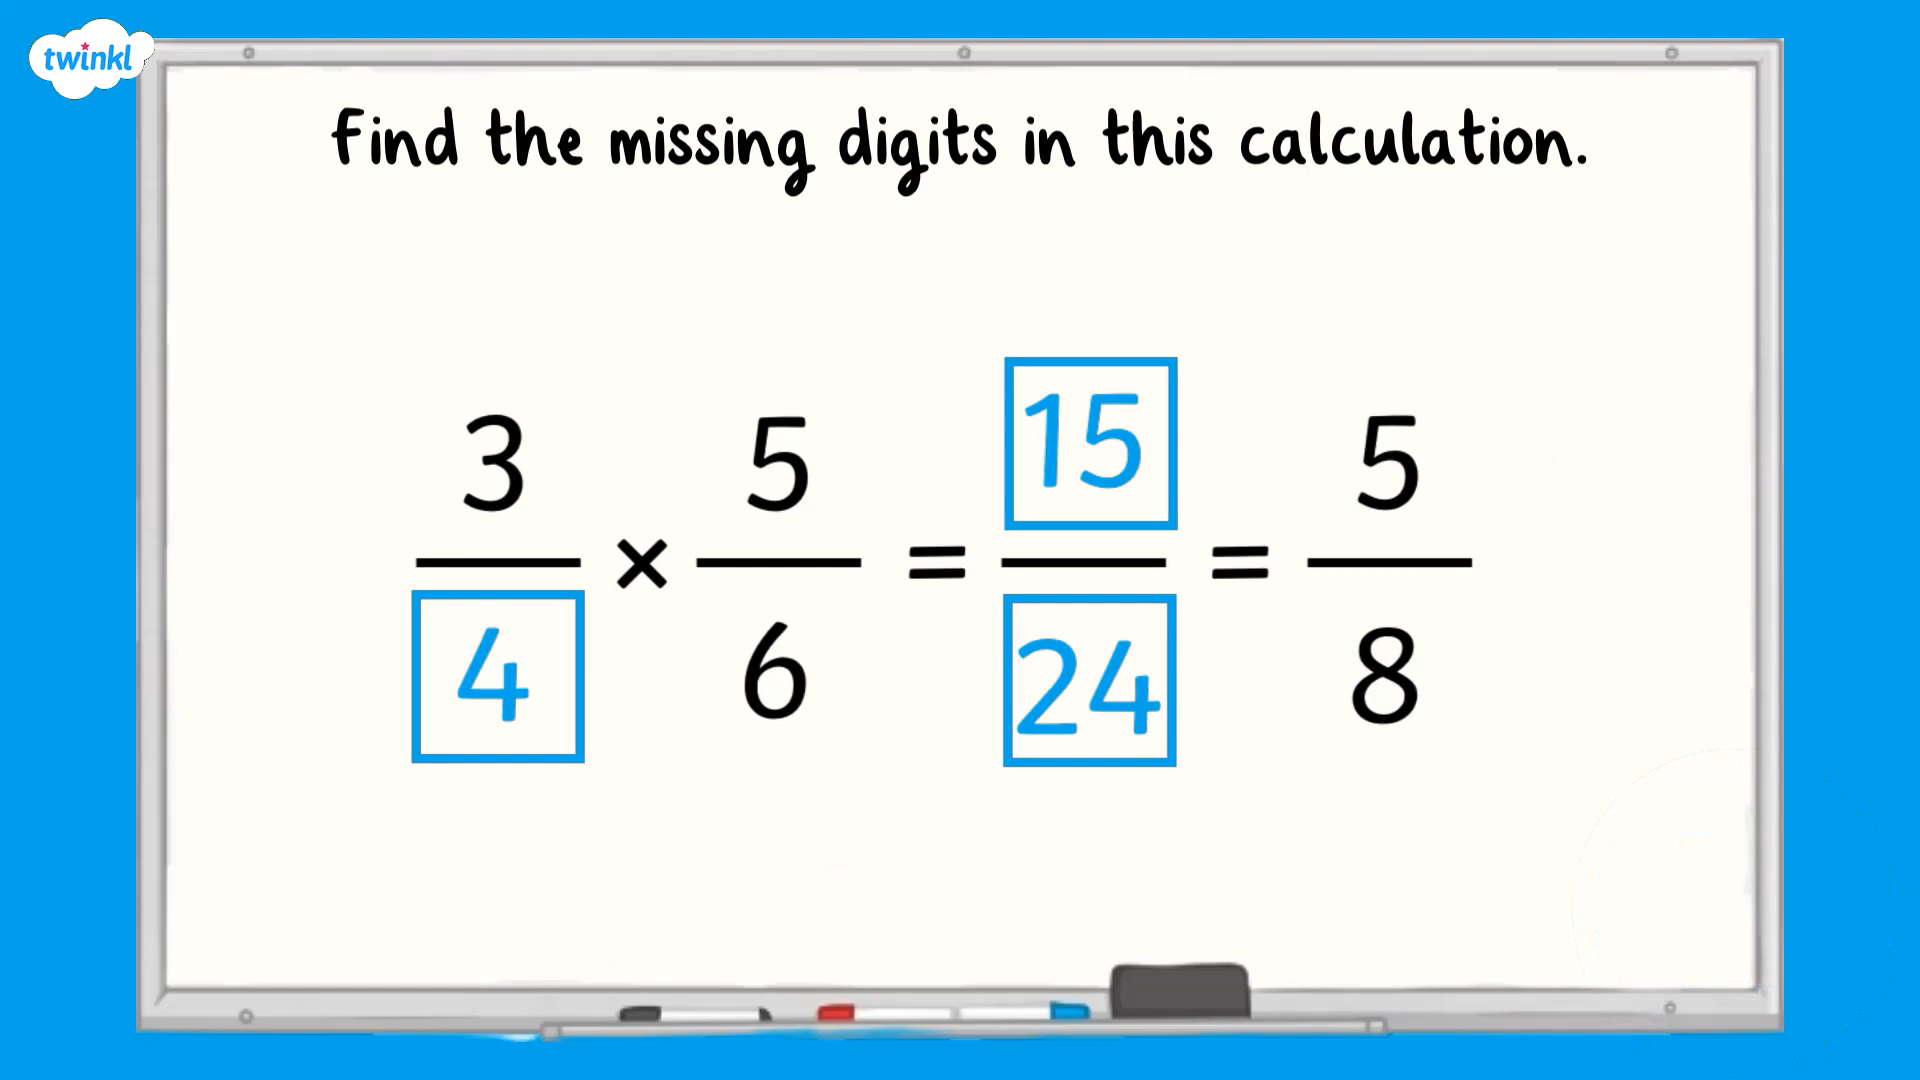 twinkl
Find the missing digits in this calculation.
3/4 × 5/6 = 15/24 = 5/8